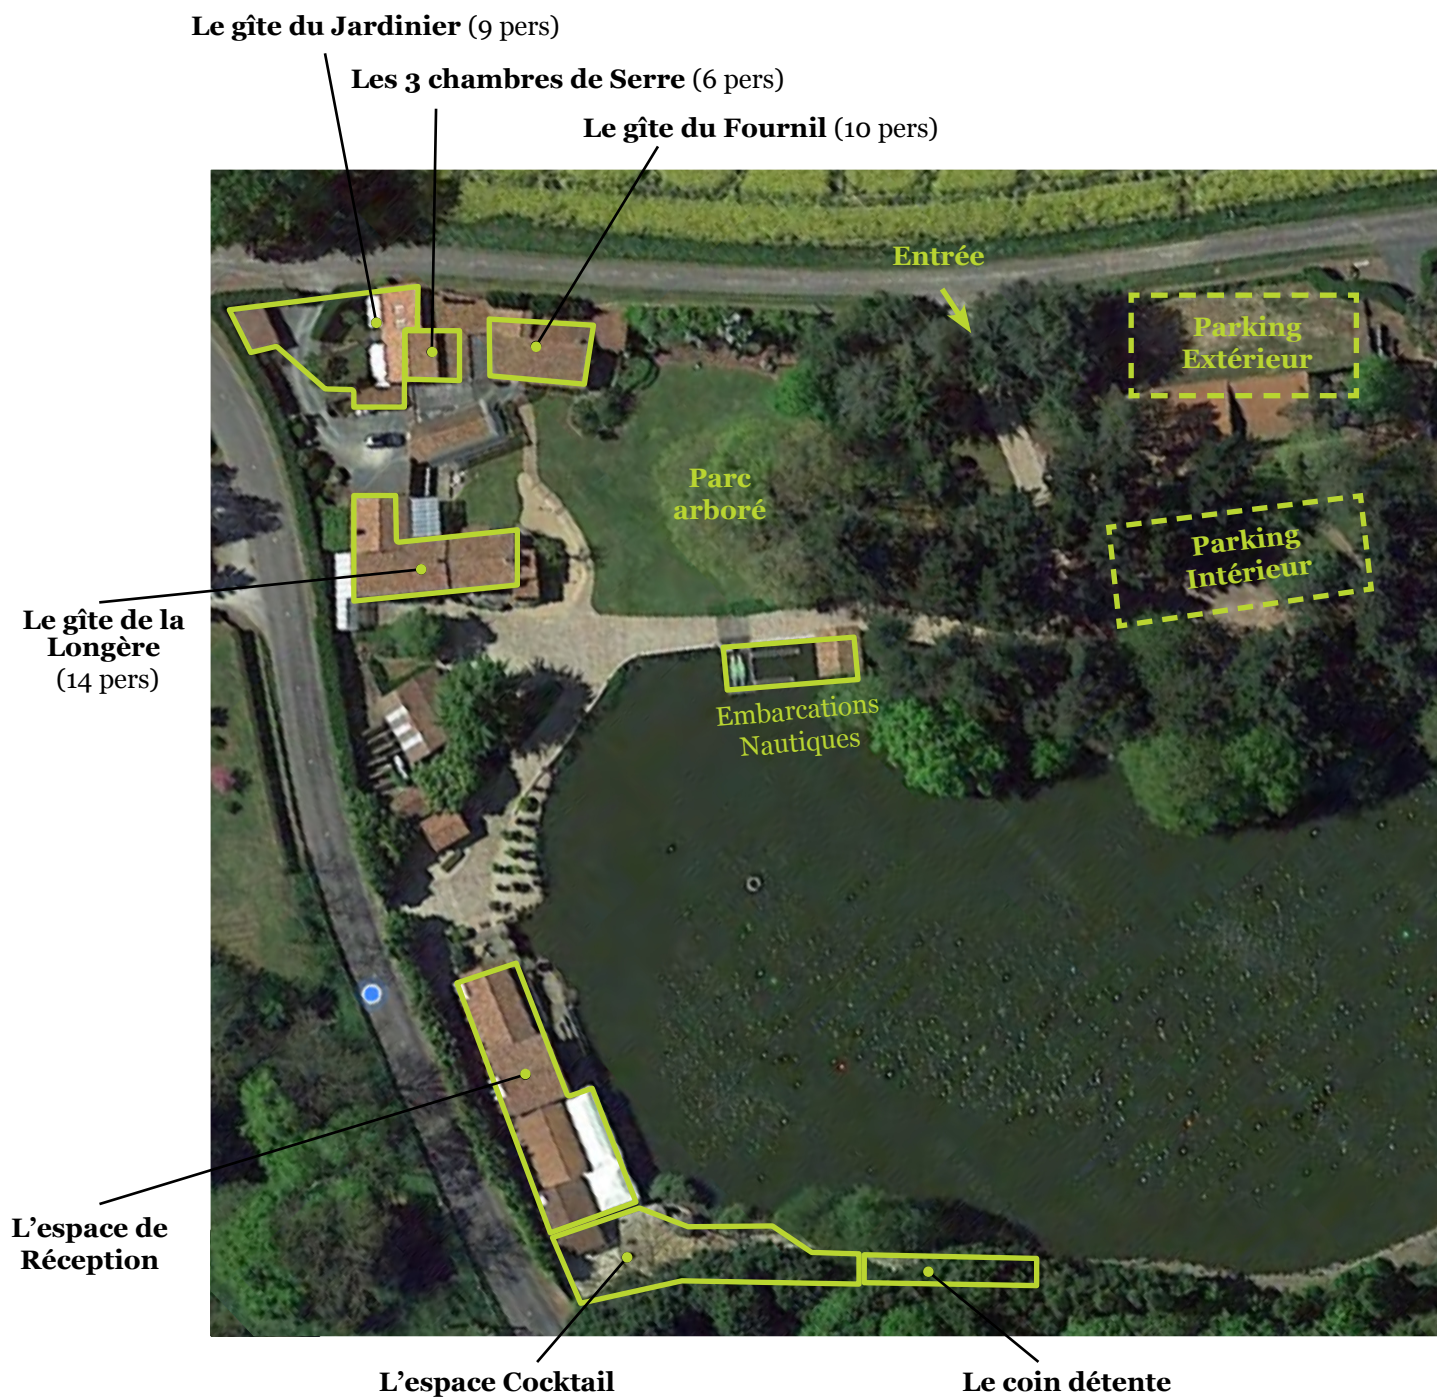 Le gîte du Jardinier (9 pers)
Les 3 chambres de Serre (6 pers)
Le gîte du Fournil (10 pers)
Entrée
Parking
Extérieur
Parc
arboré
Parking
Intérieur
Le gîte de la
Longère
(14 pers)
Embarcations
Nautiques
L’espace de
Réception
L’espace Cocktail
Le coin détente